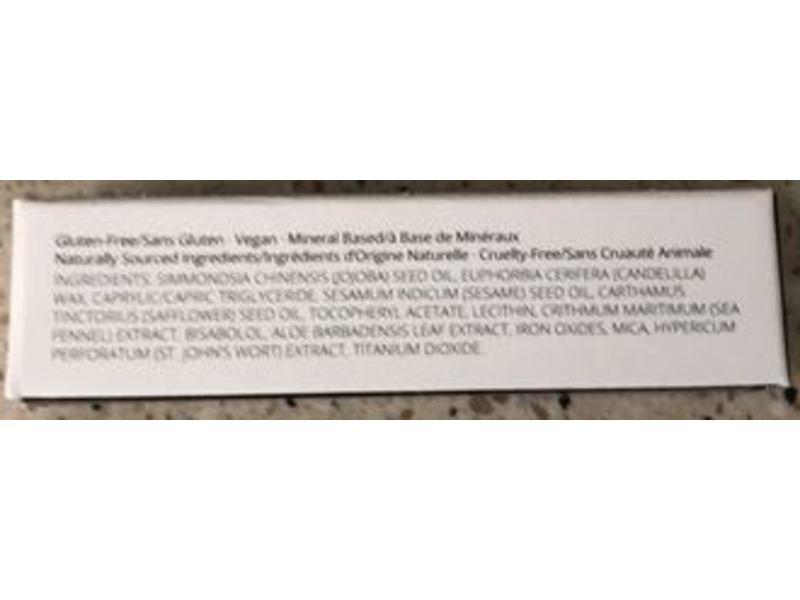 Gluten-Free/Sans Gluten · Vegan · Mineral Based/à Base de Minéraux
Naturally Sourced Ingredients/Ingrédients d'Origine Naturelle · Cruelty-Free/Sans Cruauté Animale
INGREDIENTS: SIMMONDSIA CHINENSIS (JOJOBA) SEED OIL, EUPHORBIA CERIFERA (CANDELILLA)
WAX, CAPRYLIC/CAPRIC TRIGLYCERIDE, SESAMUM INDICUM (SESAME) SEED OIL, CARTHAMUS
TINCTORIUS (SAFFLOWER) SEED OIL, TOCOPHERYL ACETATE, LECITHIN, CRITHMUM MARITIMUM (SEA
FENNEL) EXTRACT, BISABOLOL, ALOE BARBADENSIS LEAF EXTRACT, IRON OXIDES, MICA, HYPERICUM
PERFORATUM (ST. JOHN'S WORT) EXTRACT, TITANIUM DIOXIDE.